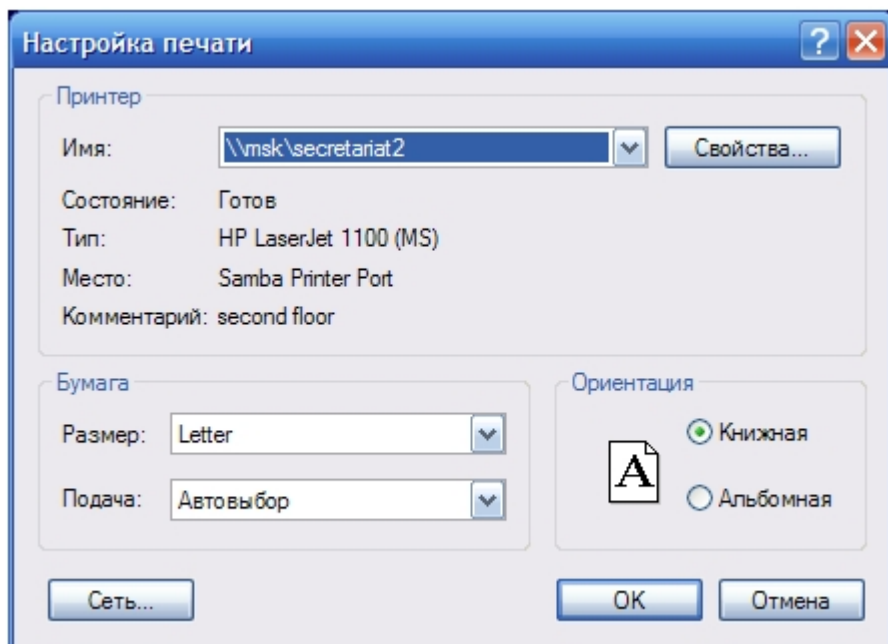 Настройка печати
Принтер
Имя: \\msk\secretariat2 Свойства...
Состояние: Готов
Тип: HP LaserJet 1100 (MS)
Место: Samba Printer Port
Комментарий: second floor
Бумага
Размер: Letter
Подача: Автовыбор
Ориентация
A
Книжная
Альбомная
Сеть... OK Отмена